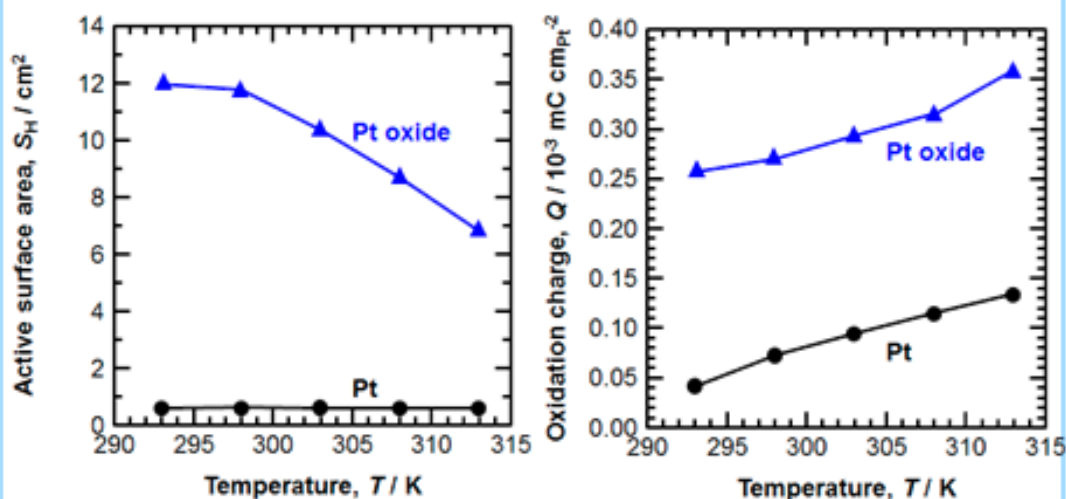 Active surface area, S_H / cm²
14
12
10
8
6
4
2
0
Pt oxide
Pt
290 295 300 305 310 315
Temperature, T / K
Oxidation charge, Q / 10⁻³ mC cm_Pt⁻²
0.40
0.35
0.30
0.25
0.20
0.15
0.10
0.05
0.00
Pt oxide
Pt
290 295 300 305 310 315
Temperature, T / K